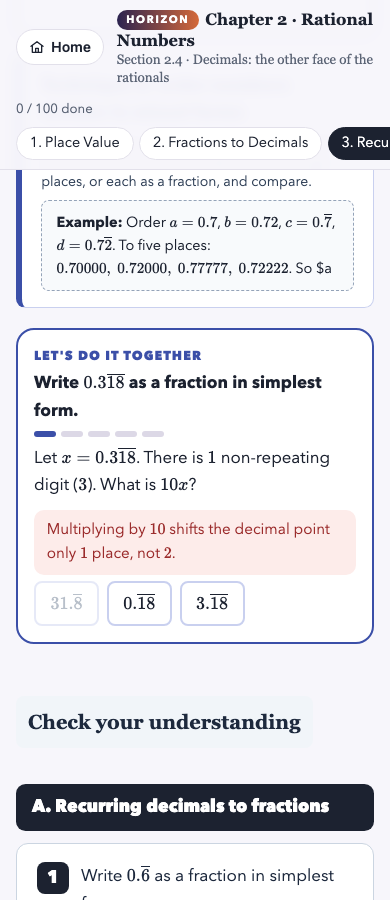 Home
HORIZON Chapter 2 · Rational
Numbers
Section 2.4 · Decimals: the other face of the
rationals
0 / 100 done
1. Place Value
2. Fractions to Decimals
3. Recu
places, or each as a fraction, and compare.
Example: Order a = 0.7, b = 0.72, c = 0.7̅,
d = 0.7̅2̅. To five places:
0.70000, 0.72000, 0.77777, 0.72222. So $a
LET'S DO IT TOGETHER
Write 0.31̅8̅ as a fraction in simplest
form.
Let x = 0.31̅8̅. There is 1 non-repeating
digit (3). What is 10x?
Multiplying by 10 shifts the decimal point
only 1 place, not 2.
31.8̅
0.1̅8̅
3.1̅8̅
Check your understanding
A. Recurring decimals to fractions
1 Write 0.6̅ as a fraction in simplest